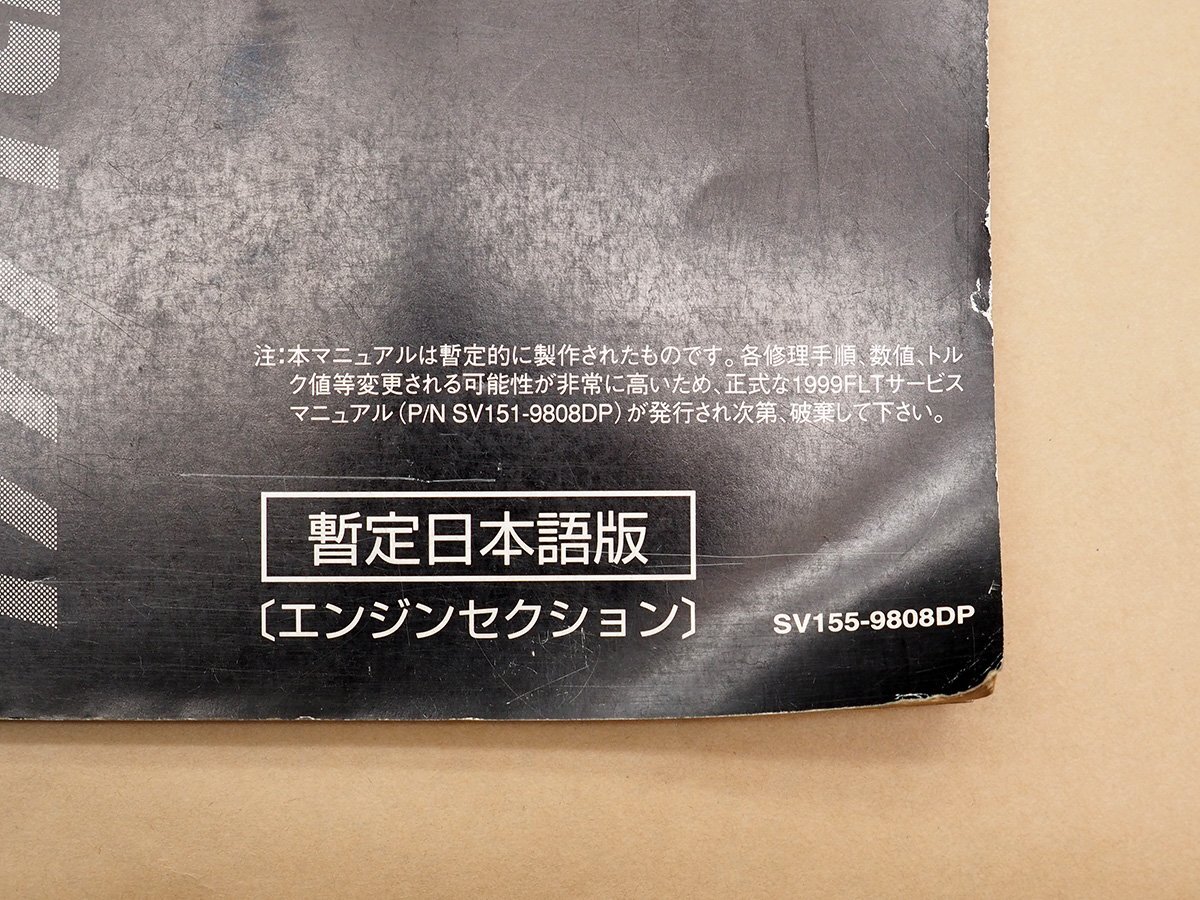 注：本マニュアルは暫定的に製作されたものです。各修理手順、数値、トル
ク値等変更される可能性が非常に高いため、正式な1999FLTサービス
マニュアル（P/N SV151-9808DP）が発行され次第、破棄して下さい。
暫定日本語版
〔エンジンセクション〕
SV155-9808DP